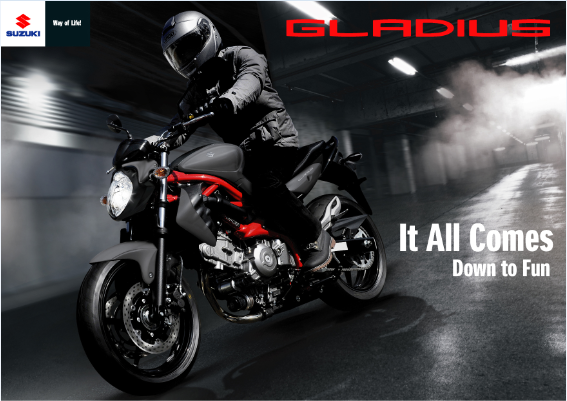 SUZUKI
Way of Life!
GLADIUS
It All Comes
Down to Fun